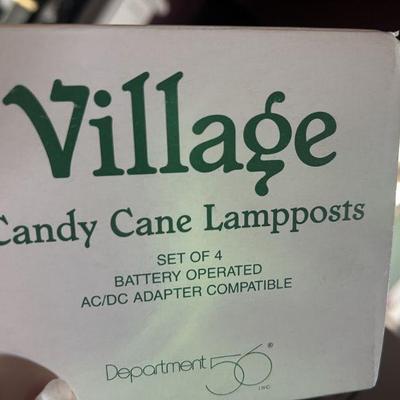 Village
Candy Cane Lampposts
SET OF 4
BATTERY OPERATED
AC/DC ADAPTER COMPATIBLE
Department 56®